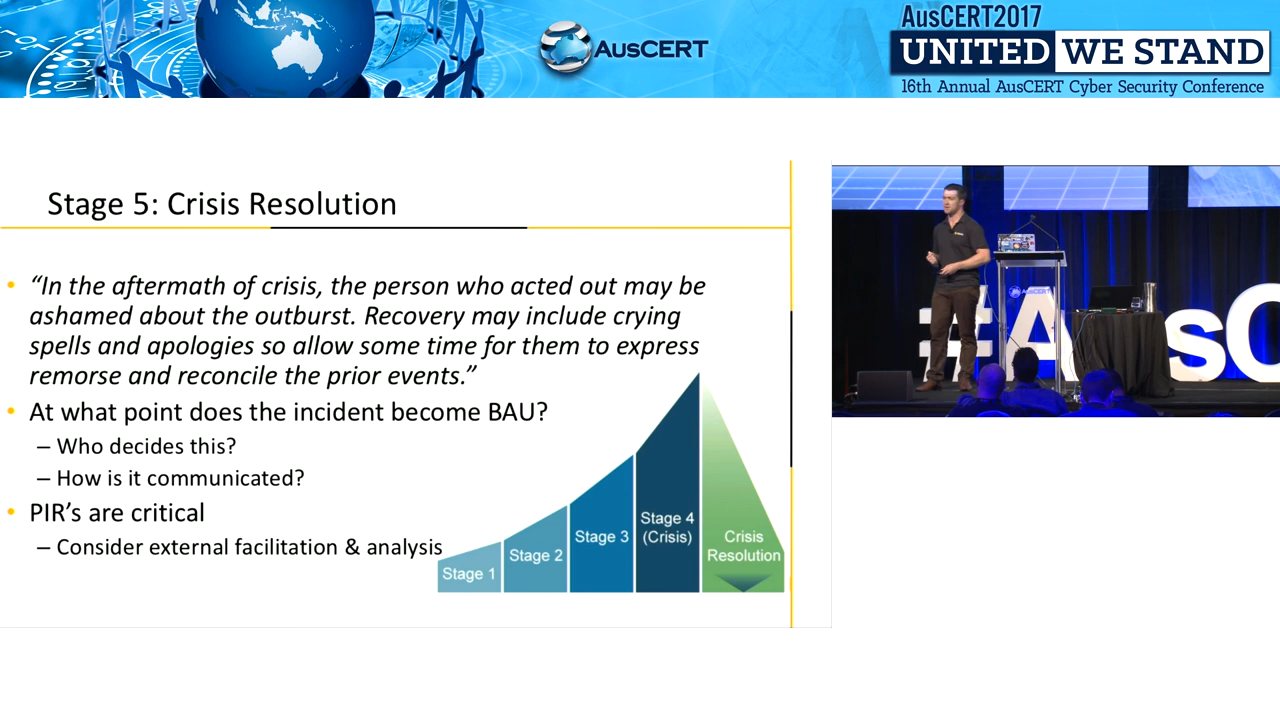 AusCERT2017
AusCERT
UNITED WE STAND
16th Annual AusCERT Cyber Security Conference
Stage 5: Crisis Resolution
• “In the aftermath of crisis, the person who acted out may be
ashamed about the outburst. Recovery may include crying
spells and apologies so allow some time for them to express
remorse and reconcile the prior events.”
• At what point does the incident become BAU?
– Who decides this?
– How is it communicated?
• PIR’s are critical
– Consider external facilitation & analysis
Stage 1
Stage 2
Stage 3
Stage 4
(Crisis)
Crisis
Resolution
AusCERT
#AusC